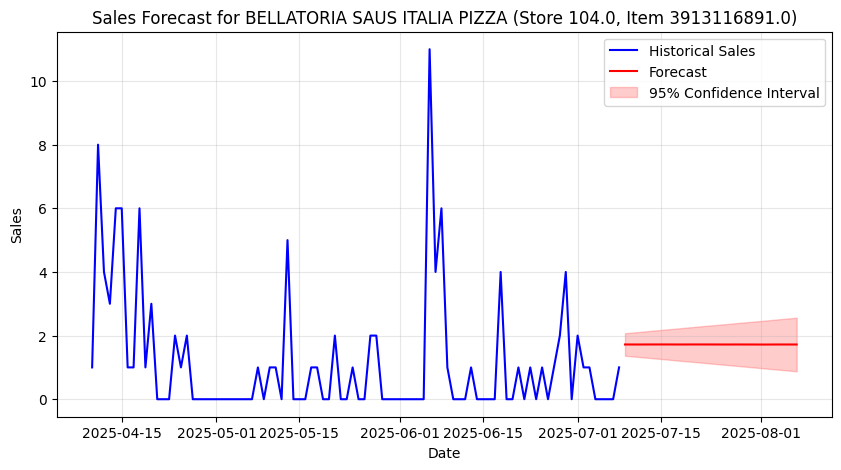 Sales Forecast for BELLATORIA SAUS ITALIA PIZZA (Store 104.0, Item 3913116891.0)
Historical Sales
Forecast
95% Confidence Interval
Sales
10
8
6
4
2
0
2025-04-15
2025-05-01
2025-05-15
2025-06-01
2025-06-15
2025-07-01
2025-07-15
2025-08-01
Date